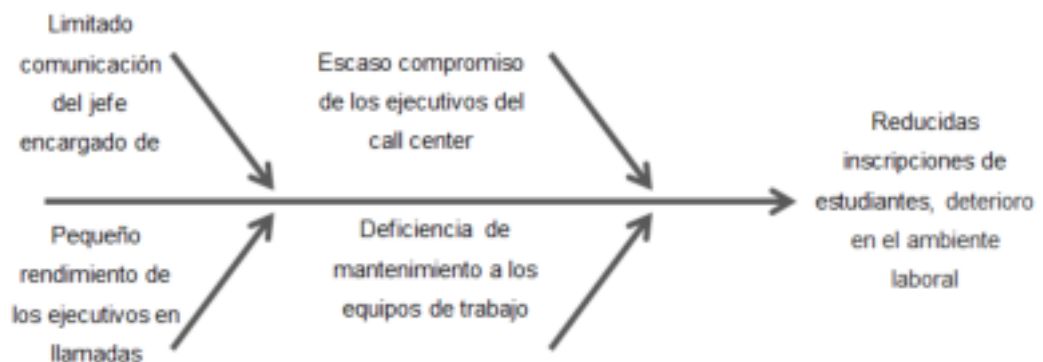 Limitado
comunicación
del jefe
encargado de
Escaso compromiso
de los ejecutivos del
call center
Reducidas
inscripciones de
estudiantes, deterioro
en el ambiente
laboral
Pequeño
rendimiento de
los ejecutivos en
llamadas
Deficiencia de
mantenimiento a los
equipos de trabajo